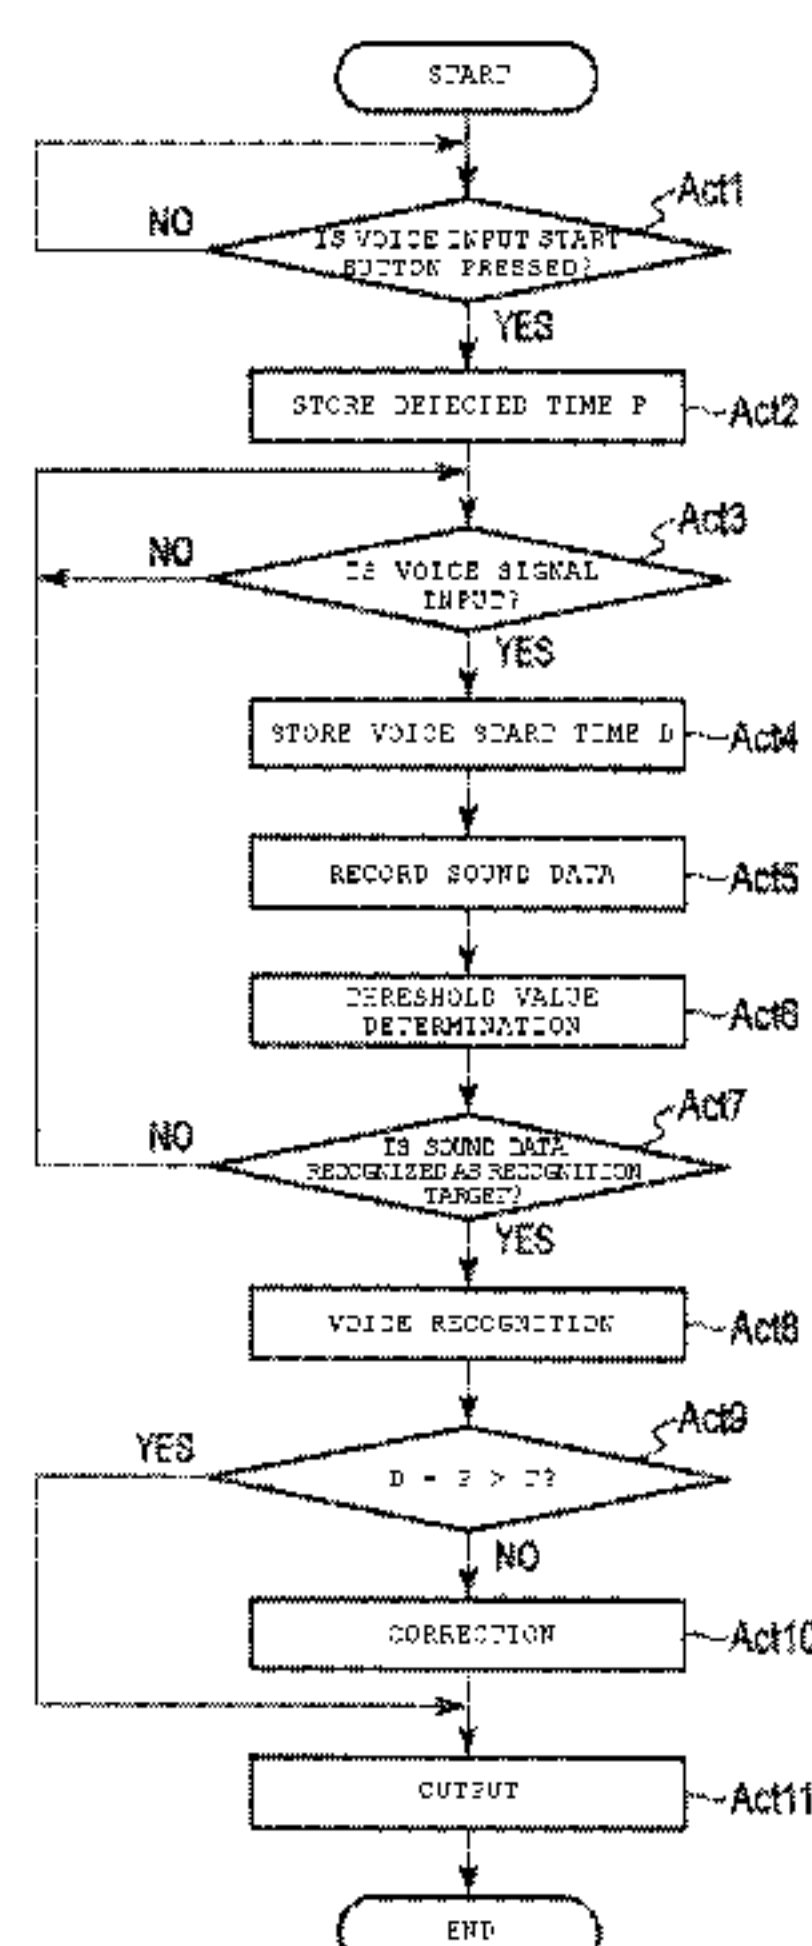 START
Act1
NO
IS VOICE INPUT START
BUTTON PRESSED?
YES
STORE DETECTED TIME P
Act2
Act3
NO
IS VOICE SIGNAL
INPUT?
YES
STORE VOICE START TIME D
Act4
RECORD SOUND DATA
Act5
THRESHOLD VALUE
DETERMINATION
Act6
Act7
NO
IS SOUND DATA
RECOGNIZED AS RECOGNITION
TARGET?
YES
VOICE RECOGNITION
Act8
Act9
YES
D - P > T?
NO
CORRECTION
Act10
OUTPUT
Act11
END